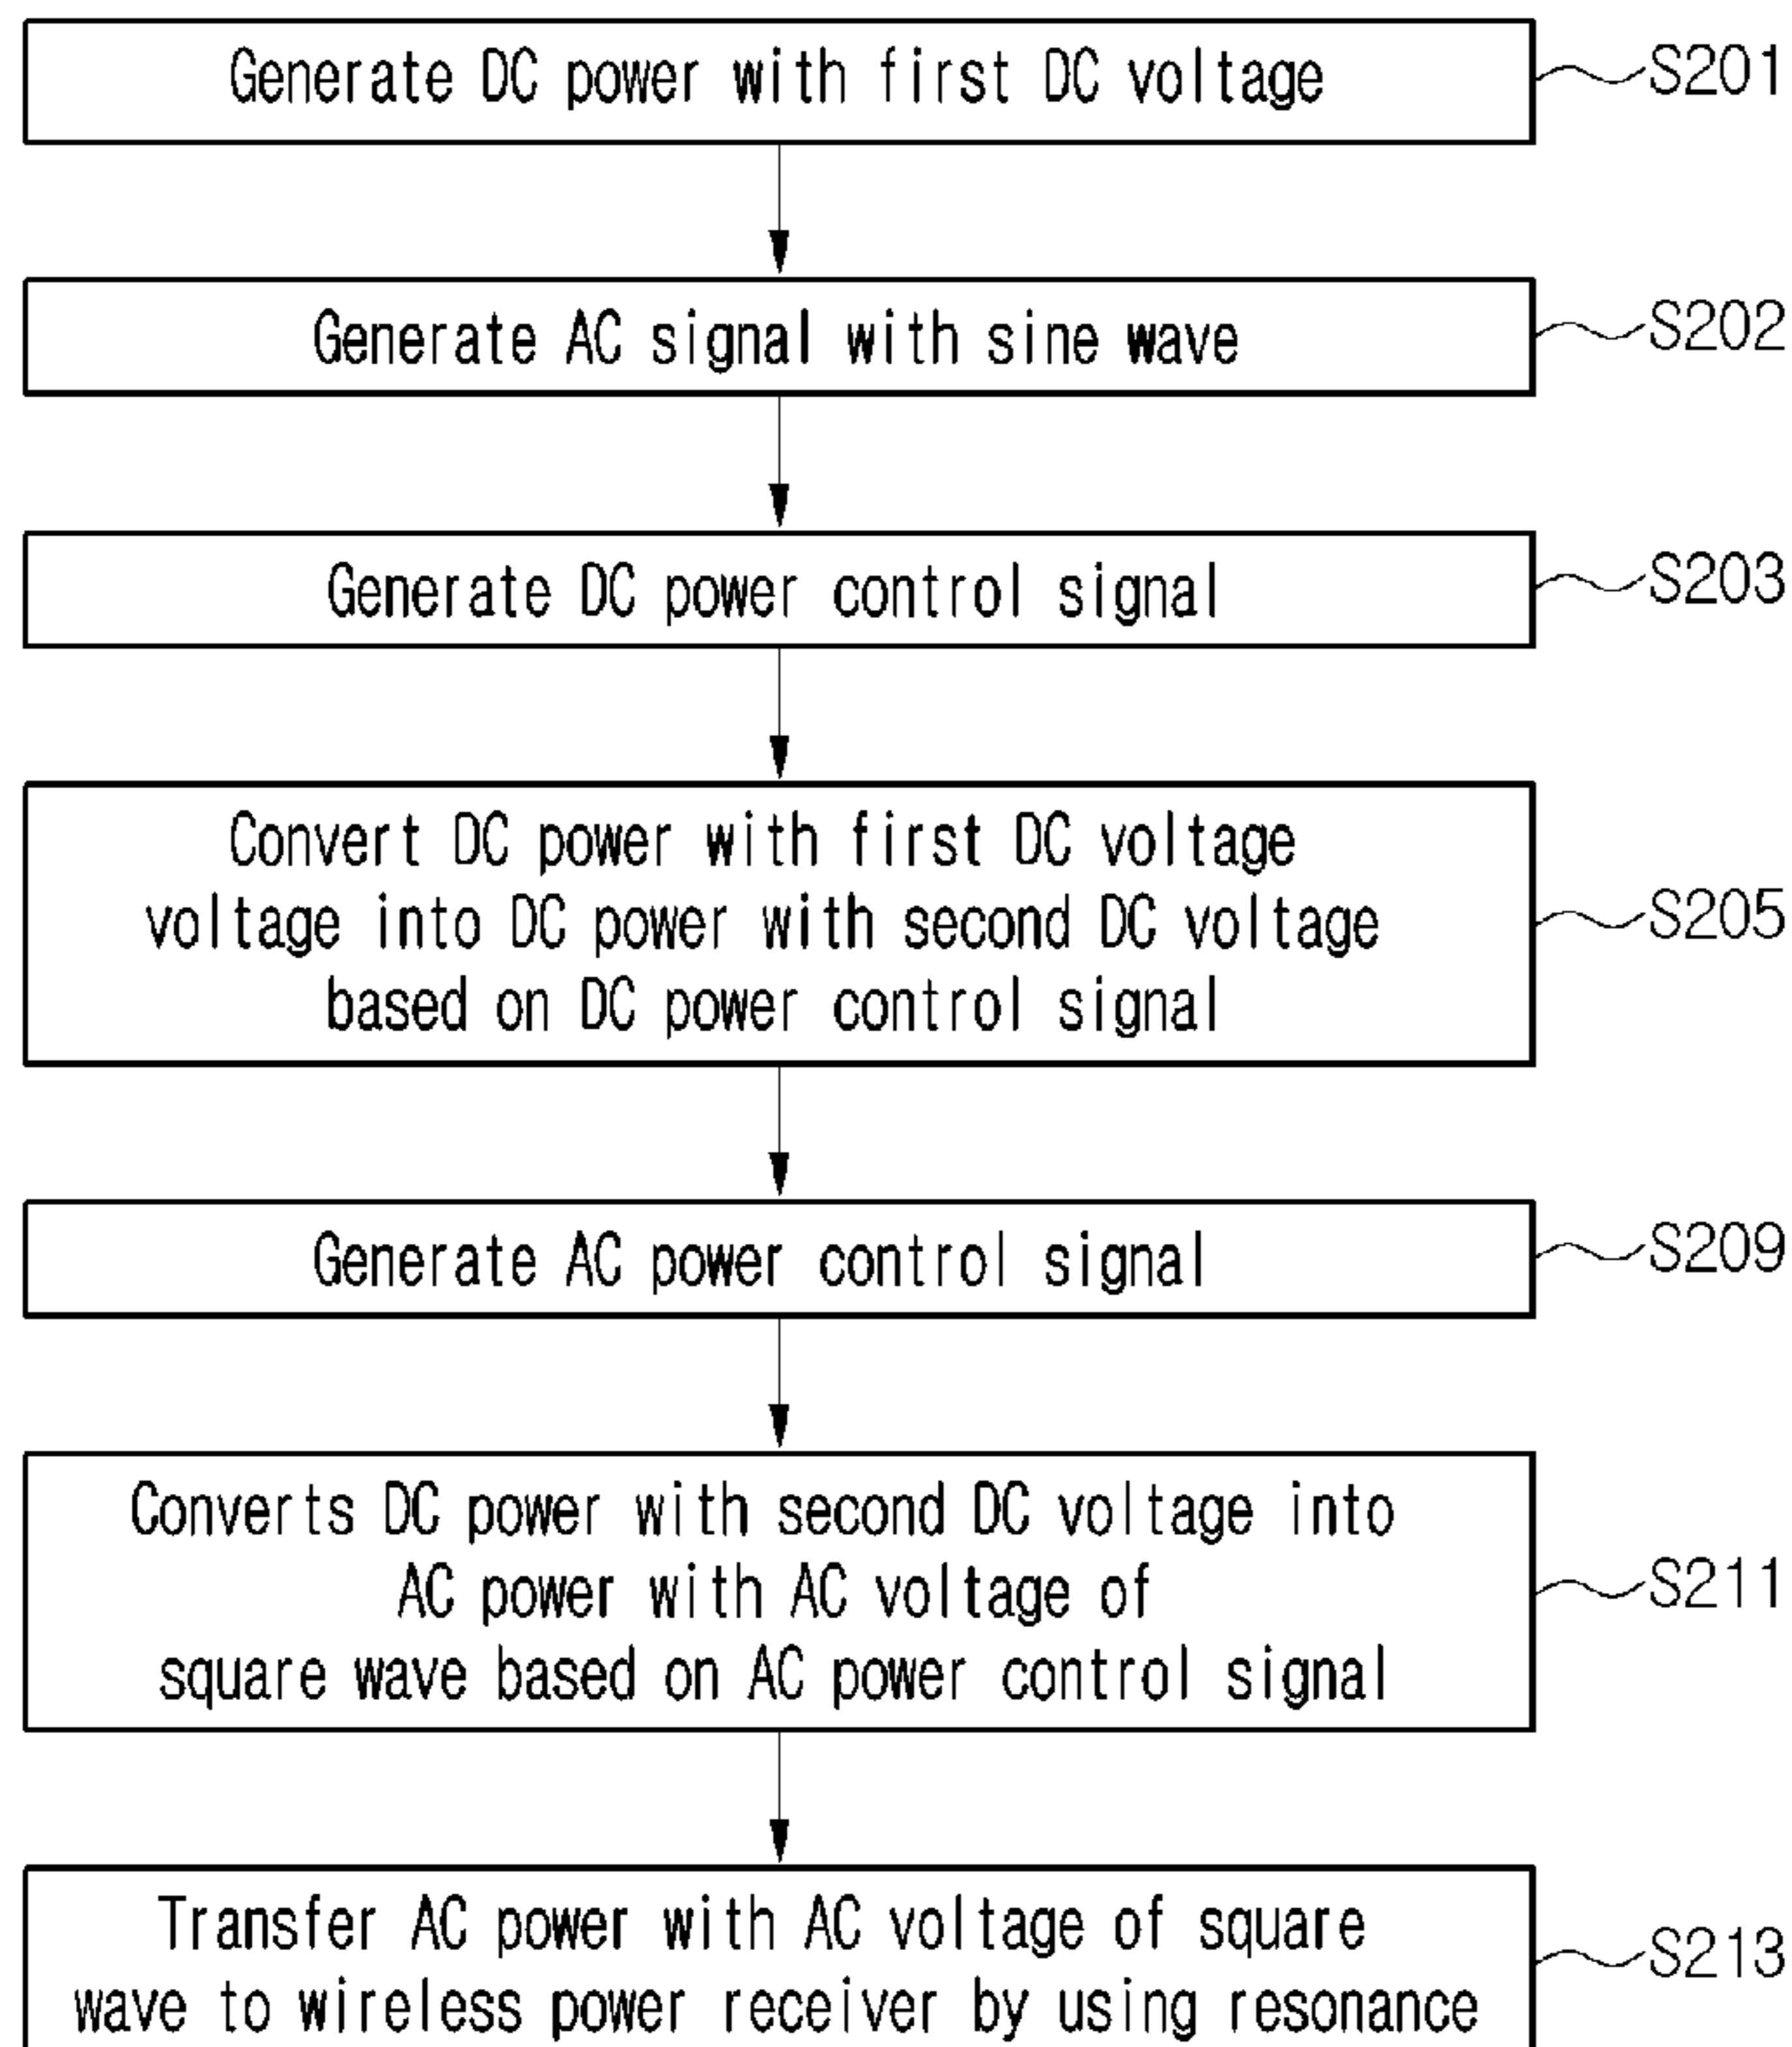 Generate DC power with first DC voltage
S201
Generate AC signal with sine wave
S202
Generate DC power control signal
S203
Convert DC power with first DC voltage
voltage into DC power with second DC voltage
based on DC power control signal
S205
Generate AC power control signal
S209
Converts DC power with second DC voltage into
AC power with AC voltage of
square wave based on AC power control signal
S211
Transfer AC power with AC voltage of square
wave to wireless power receiver by using resonance
S213